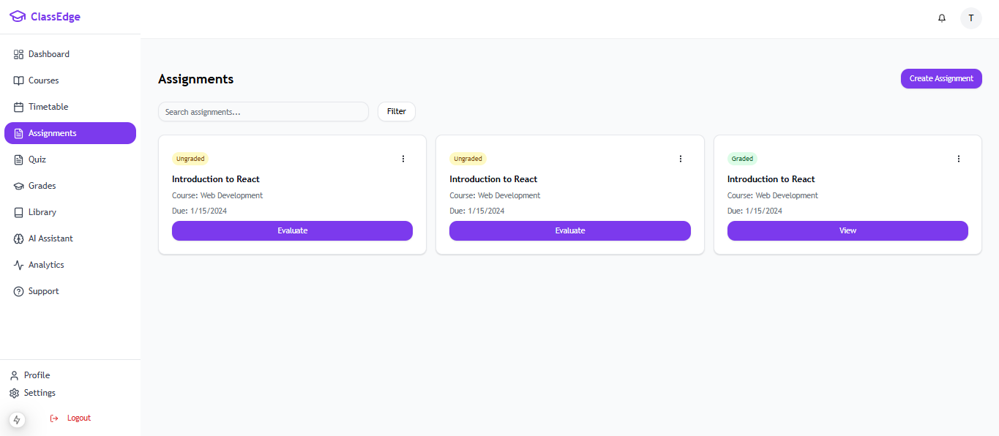 ClassEdge
T
Dashboard
Courses
Timetable
Assignments
Quiz
Grades
Library
AI Assistant
Analytics
Support
Profile
Settings
Logout
Assignments
Create Assignment
Search assignments...
Filter
Ungraded
Introduction to React
Course: Web Development
Due: 1/15/2024
Evaluate
Ungraded
Introduction to React
Course: Web Development
Due: 1/15/2024
Evaluate
Graded
Introduction to React
Course: Web Development
Due: 1/15/2024
View